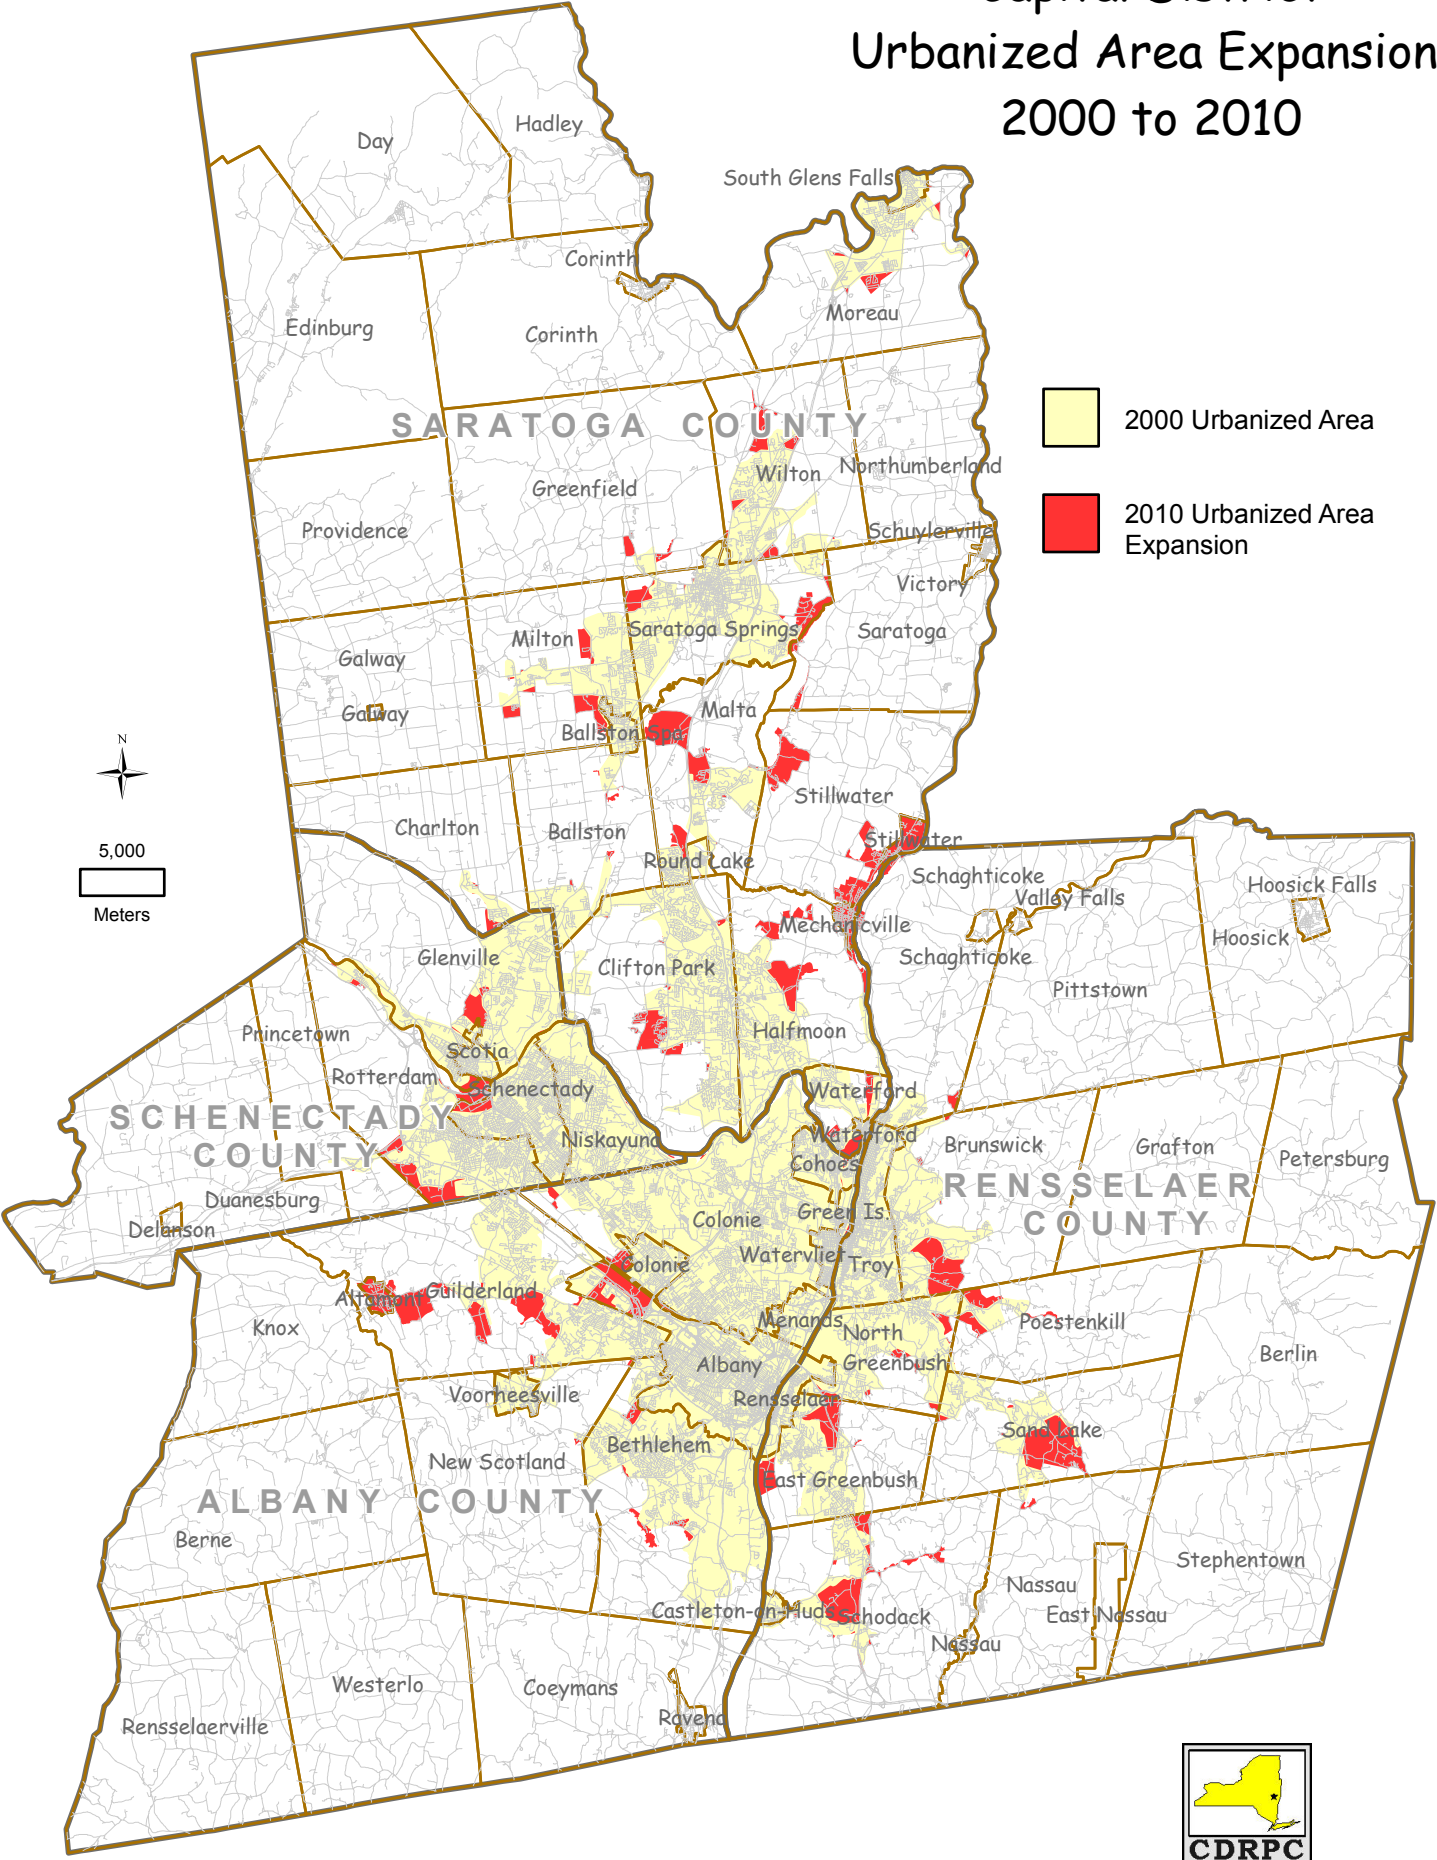 Urbanized Area Expansion
2000 to 2010
Day
Hadley
South Glens Falls
Corinth
Moreau
Edinburg
Corinth
2000 Urbanized Area
SARATOGA COUNTY
Wilton
Northumberland
Greenfield
2010 Urbanized Area
Expansion
Providence
Schuylerville
Victory
Milton
Saratoga Springs
Saratoga
Galway
Galway
Malta
Ballston Spa
N
Stillwater
Charlton
Ballston
Stillwater
5,000
Meters
Round Lake
Schaghticoke
Valley Falls
Hoosick Falls
Mechanicville
Hoosick
Glenville
Clifton Park
Schaghticoke
Pittstown
Princetown
Halfmoon
Scotia
Rotterdam
Schenectady
Waterford
SCHENECTADY
COUNTY
Niskayuna
Waterford
Brunswick
Grafton
Petersburg
Cohoes
RENSSELAER
COUNTY
Duanesburg
Delanson
Colonie
Green Is.
Watervliet
Troy
Colonie
Altamont
Guilderland
Knox
Menands
North
Greenbush
Poestenkill
Berlin
Albany
Voorheesville
Rensselaer
Sand Lake
Bethlehem
New Scotland
East Greenbush
ALBANY COUNTY
Berne
Stephentown
Nassau
East Nassau
Castleton-on-Huds
Schodack
Nassau
Westerlo
Coeymans
Ravena
Rensselaerville
CDRPC